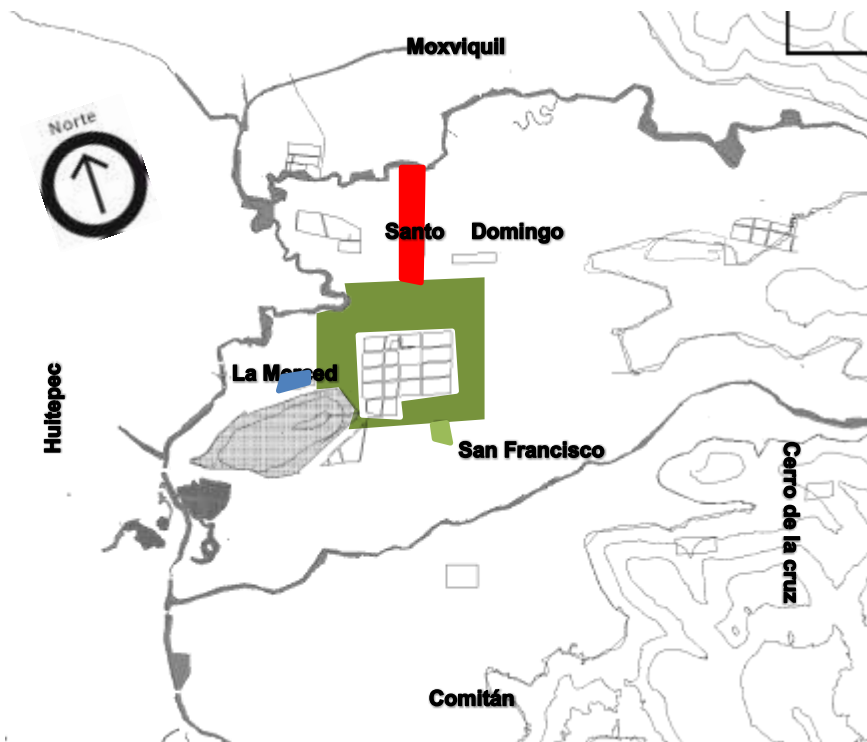 Moxviquil
Norte
Santo Domingo
La Merced
Huitepec
San Francisco
Cerro de la cruz
Comitán